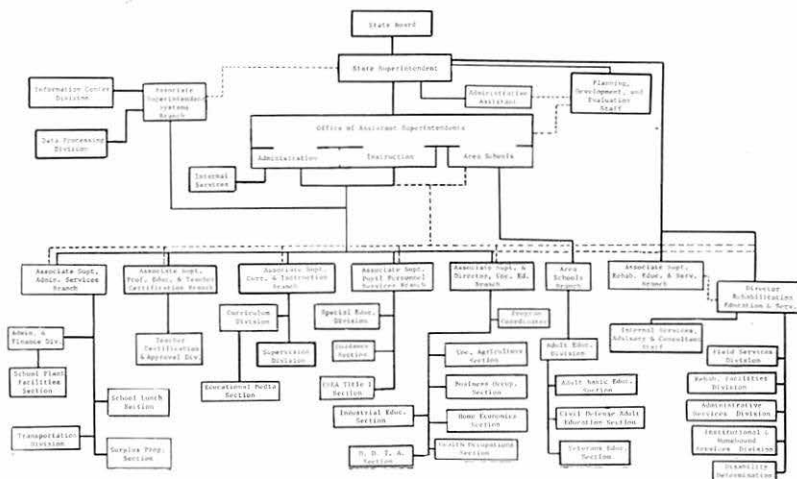 State Board
State Superintendent
Information Center
Division
Associate
Superintendent
Systems
Branch
Administrative
Assistant
Planning,
Development, and
Evaluation
Staff
Data Processing
Division
Office of Assistant Superintendents
Administration
Instruction
Area Schools
Internal
Services
Associate Supt.
Admin. Services
Branch
Associate Supt.
Prof. Educ. & Teacher
Certification Branch
Associate Supt.
Curr. & Instruction
Branch
Associate Supt.
Pupil Personnel
Services Branch
Associate Supt. &
Director, Voc. Ed.
Branch
Area
Schools
Branch
Associate Supt.
Rehab. Educ. & Serv.
Branch
Director
Rehabilitation
Education & Serv.
Admin. &
Finance Div.
Teacher
Certification
& Approval Div.
Curriculum
Division
Supervision
Division
Special Educ.
Division
Guidance
Section
Program
Coordinator
Adult Educ.
Division
Internal Services,
Advisory & Consultant
Staff
School Plant
Facilities
Section
Educational Media
Section
ESEA Title I
Section
Voc. Agriculture
Section
Business Occup.
Section
Adult Basic Educ.
Section
Field Services
Division
Rehab. Facilities
Division
School Lunch
Section
Industrial Educ.
Section
Home Economics
Section
Civil Defense Adult
Education Section
Administrative
Services Division
Transportation
Division
Surplus Prop.
Section
M. D. T. A.
Section
Health Occupations
Section
Veterans Educ.
Section
Institutional &
Homebound
Services Division
Disability
Determination